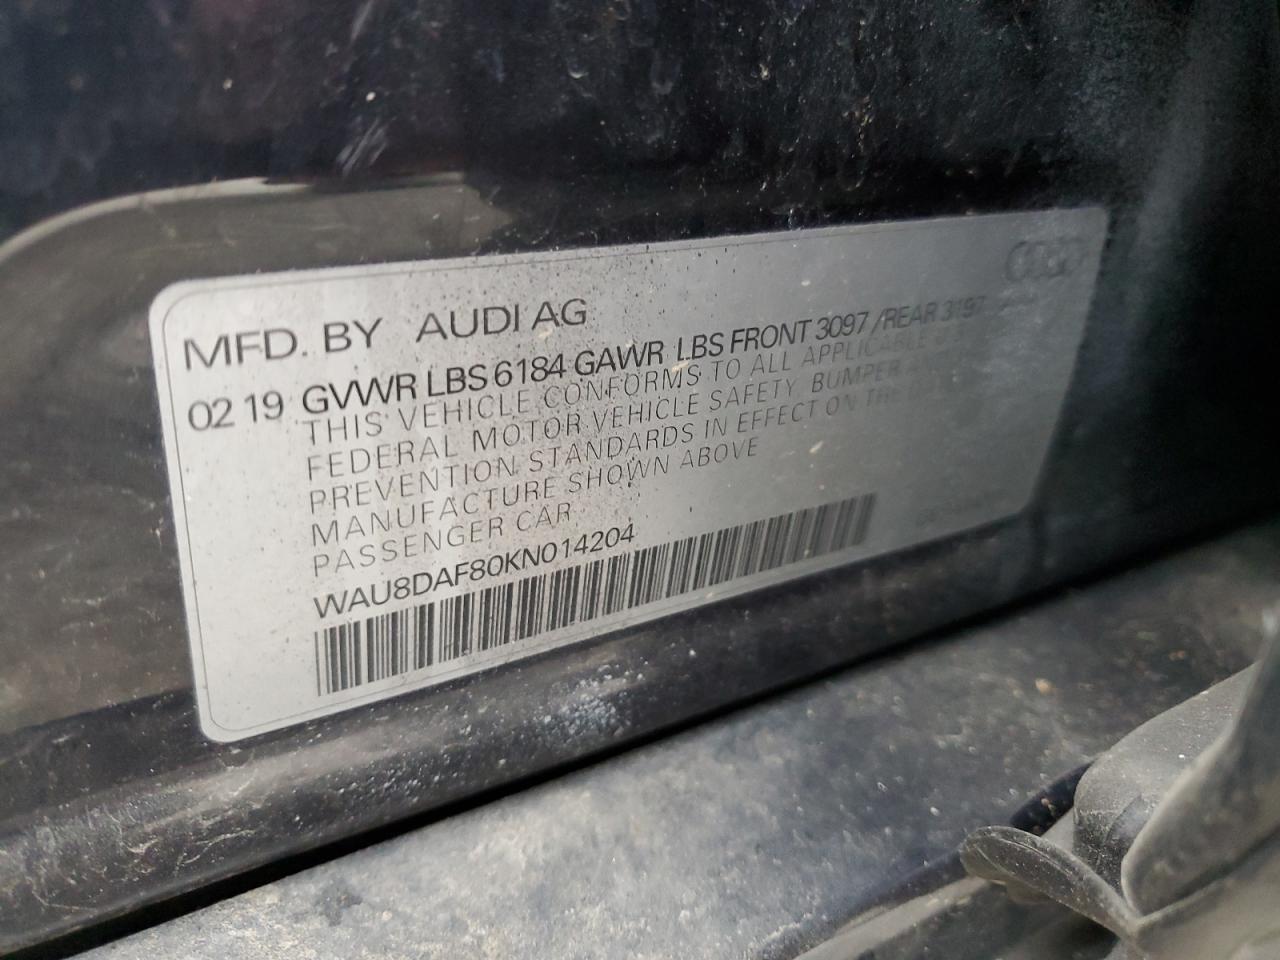 MFD. BY AUDI AG
02 19 GVWR LBS 6184 GAWR LBS FRONT 3097 /REAR 3197
THIS VEHICLE CONFORMS TO ALL APPLICABLE
FEDERAL MOTOR VEHICLE SAFETY, BUMPER
PREVENTION STANDARDS IN EFFECT ON THE
MANUFACTURE SHOWN ABOVE
PASSENGER CAR
WAU8DAF80KN014204